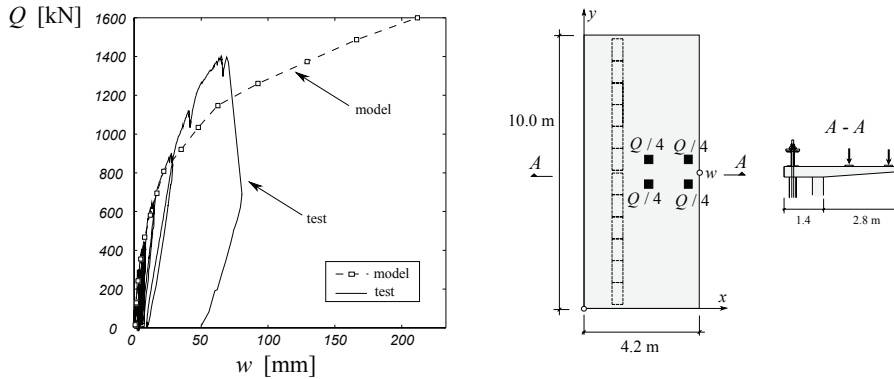 Q [kN]
1600
1400
1200
1000
800
600
400
200
0
0
50
100
150
200
w [mm]
model
test
model
test
y
10.0 m
A
A
Q / 4
Q / 4
Q / 4
Q / 4
w
x
4.2 m
A - A
1.4
2.8 m